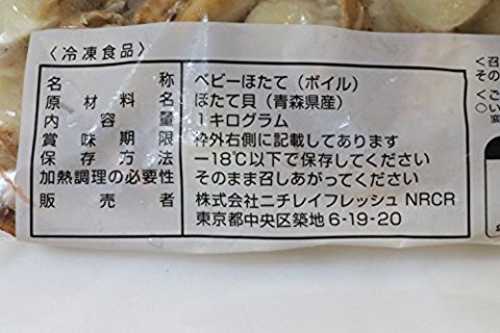 〈冷凍食品〉
名称 ベビーほたて（ボイル）
原材料名 ほたて貝（青森県産）
内容量 1キログラム
賞味期限 枠外右側に記載してあります
保存方法 －18℃以下で保存してください
加熱調理の必要性 そのまま召しあがってください
販売者 株式会社ニチレイフレッシュ NRCR
東京都中央区築地 6-19-20
〈召
その